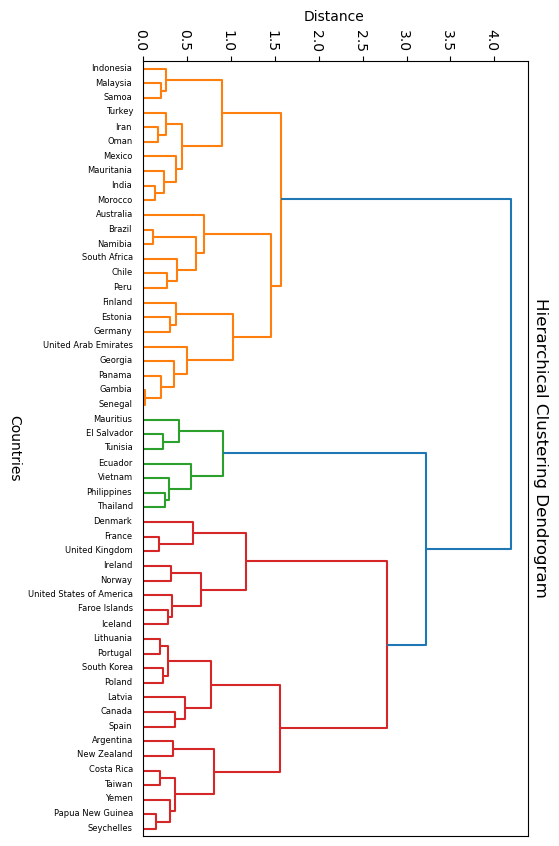 Distance
0.0 0.5 1.0 1.5 2.0 2.5 3.0 3.5 4.0
Indonesia
Malaysia
Samoa
Turkey
Iran
Oman
Mexico
Mauritania
India
Morocco
Australia
Brazil
Namibia
South Africa
Chile
Peru
Finland
Estonia
Germany
United Arab Emirates
Georgia
Panama
Gambia
Senegal
Mauritius
El Salvador
Tunisia
Ecuador
Vietnam
Philippines
Thailand
Denmark
France
United Kingdom
Ireland
Norway
United States of America
Faroe Islands
Iceland
Lithuania
Portugal
South Korea
Poland
Latvia
Canada
Spain
Argentina
New Zealand
Costa Rica
Taiwan
Yemen
Papua New Guinea
Seychelles
Countries
Hierarchical Clustering Dendrogram